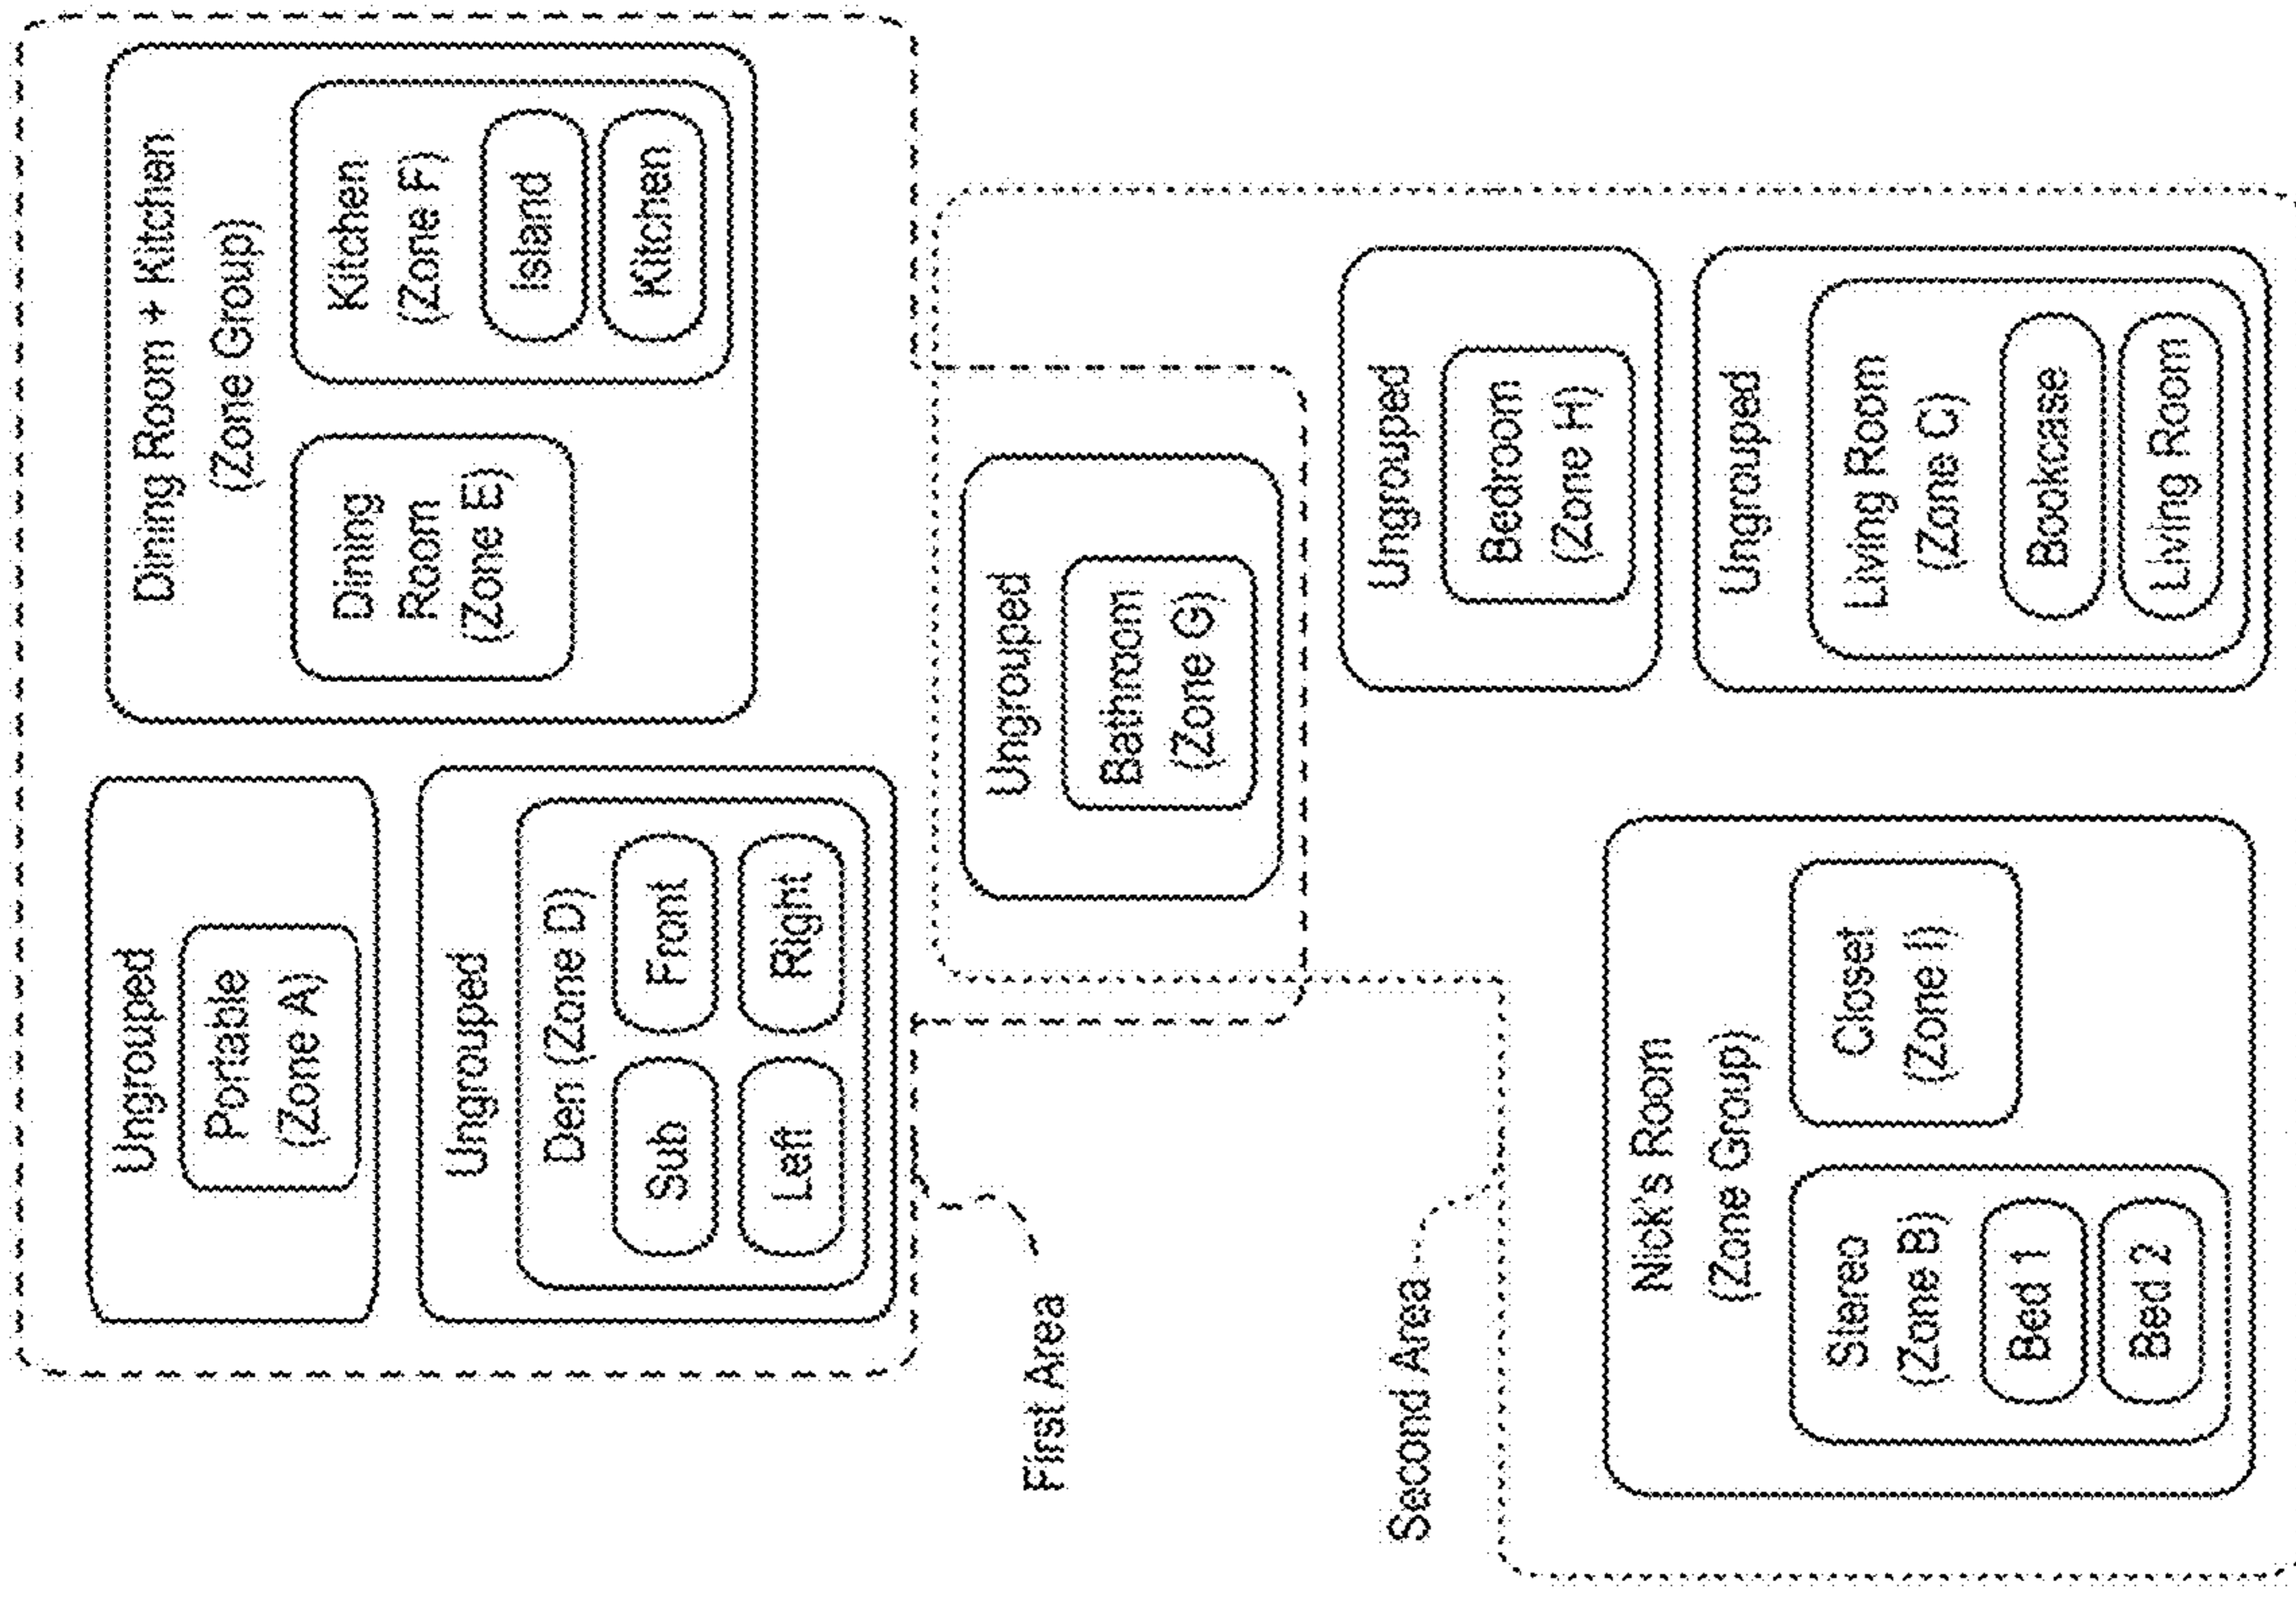 Ungrouped
Portable
(Zone A)
Ungrouped
Den (Zone D)
Sub
Front
Left
Right
Dining Room + Kitchen
(Zone Group)
Dining
Room
(Zone E)
Kitchen
(Zone F)
Island
Kitchen
First Area
Ungrouped
Bathroom
(Zone G)
Second Area
Nick's Room
(Zone Group)
Stereo
(Zone B)
Bed 1
Bed 2
Closet
(Zone I)
Ungrouped
Bedroom
(Zone H)
Ungrouped
Living Room
(Zone C)
Bookcase
Living Room